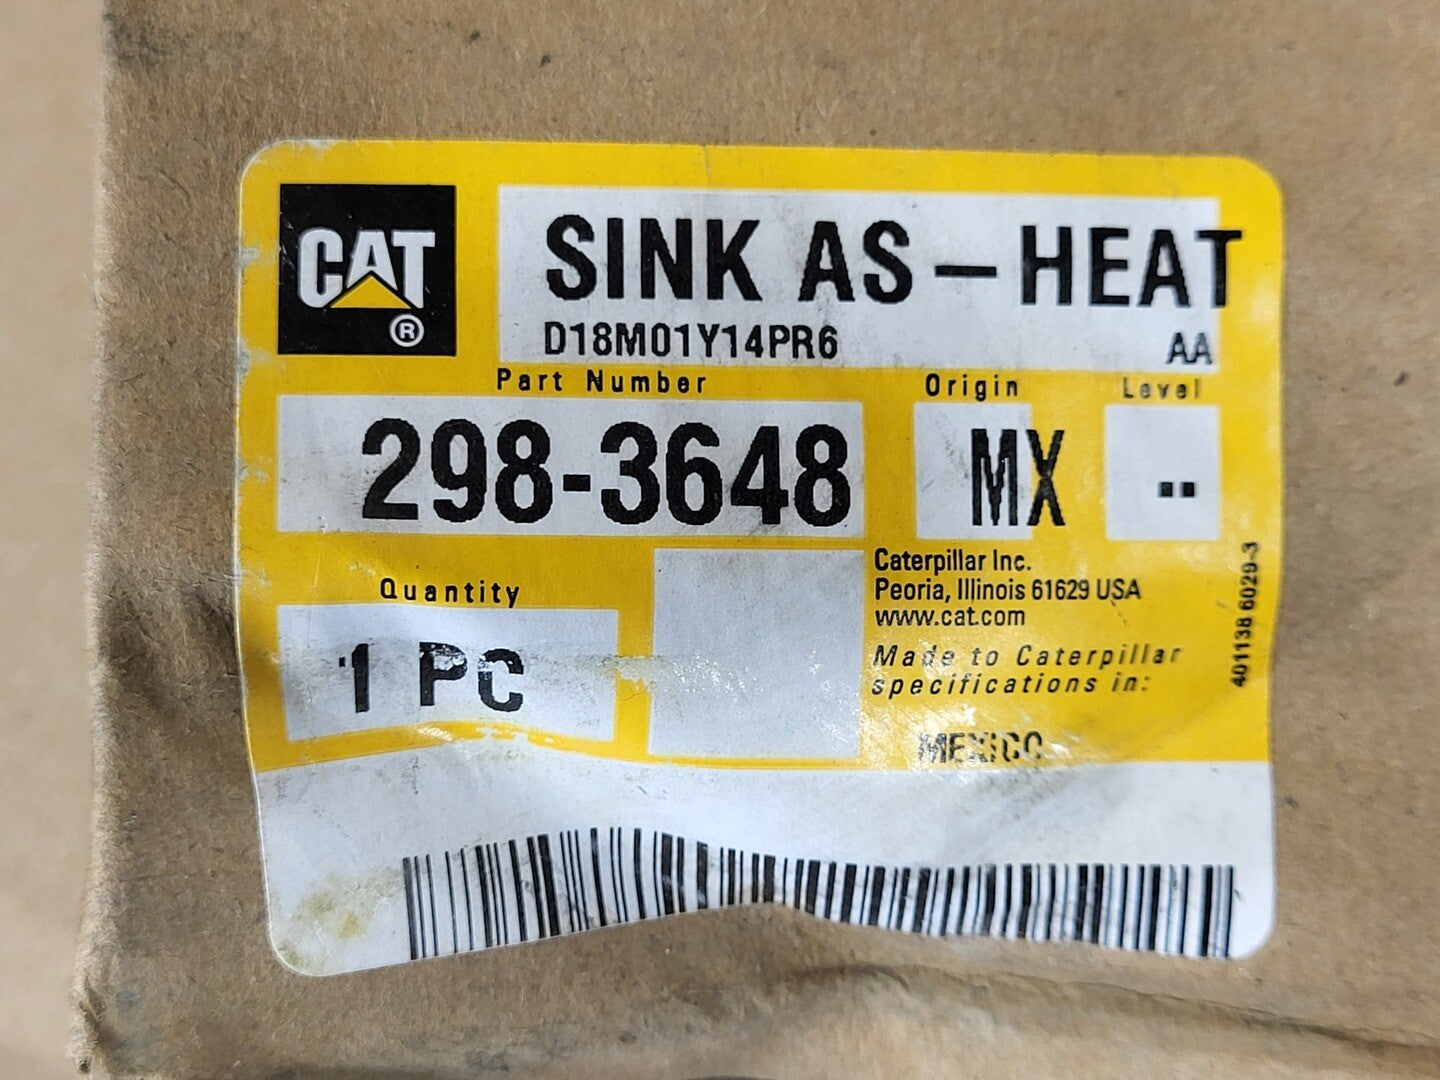 CAT
®
SINK AS - HEAT
D18M01Y14PR6 AA
Part Number Origin Level
298-3648 MX --
Caterpillar Inc.
Peoria, Illinois 61629 USA
www.cat.com
Quantity
1 PC
Made to Caterpillar
specifications in:
MEXICO
401138 6029-3